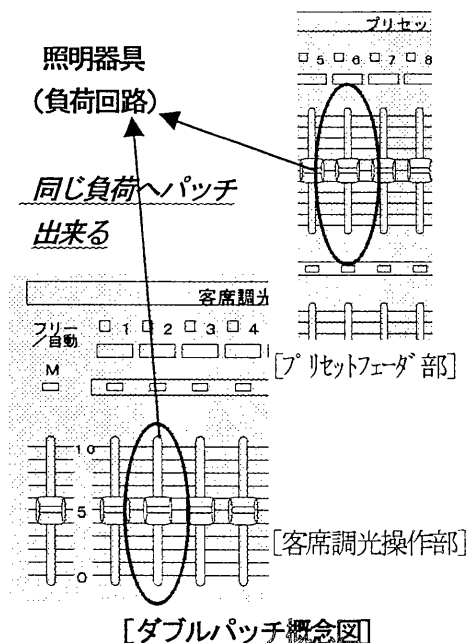 プリセッ
5 6 7 8
照明器具
(負荷回路)
同じ負荷へパッチ
出来る
[プリセットフェーダ部]
客席調光
フリー
/自動
1 2 3 4
M
10
5
0
[客席調光操作部]
[ダブルパッチ概念図]